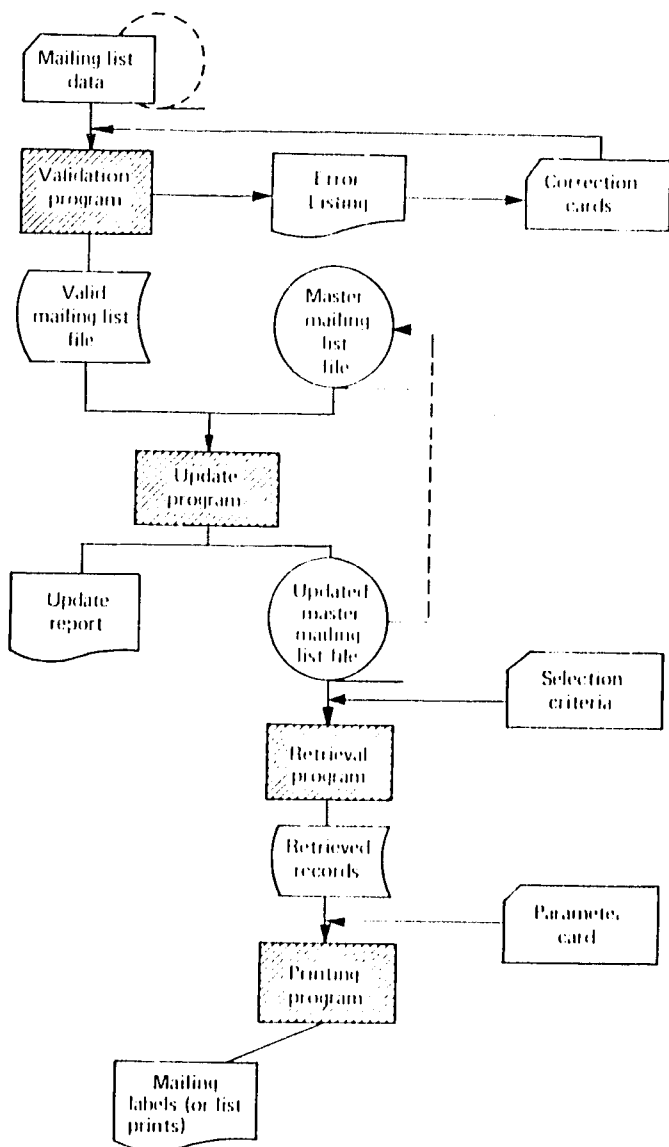 Mailing list
data
Validation
program
Error
Listing
Correction
cards
Valid
mailing list
file
Master
mailing
list
file
Update
program
Update
report
Updated
master
mailing
list file
Selection
criteria
Retrieval
program
Retrieved
records
Parameter
card
Printing
program
Mailing
labels (or list
prints)